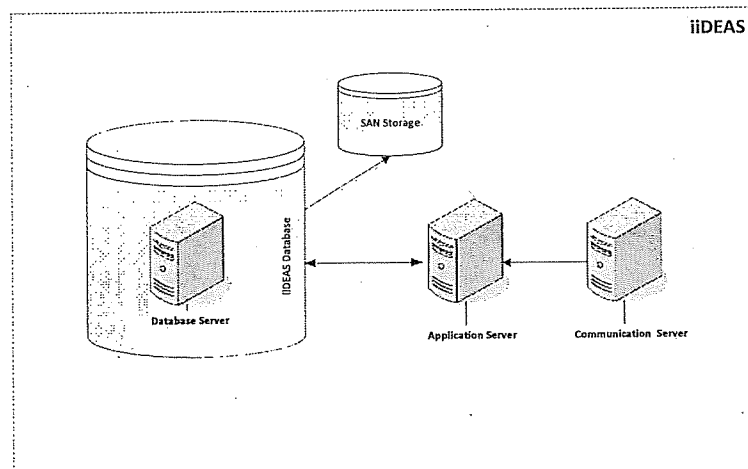 iiDEAS
SAN Storage
IiDEAS Database
Database Server
Application Server
Communication Server